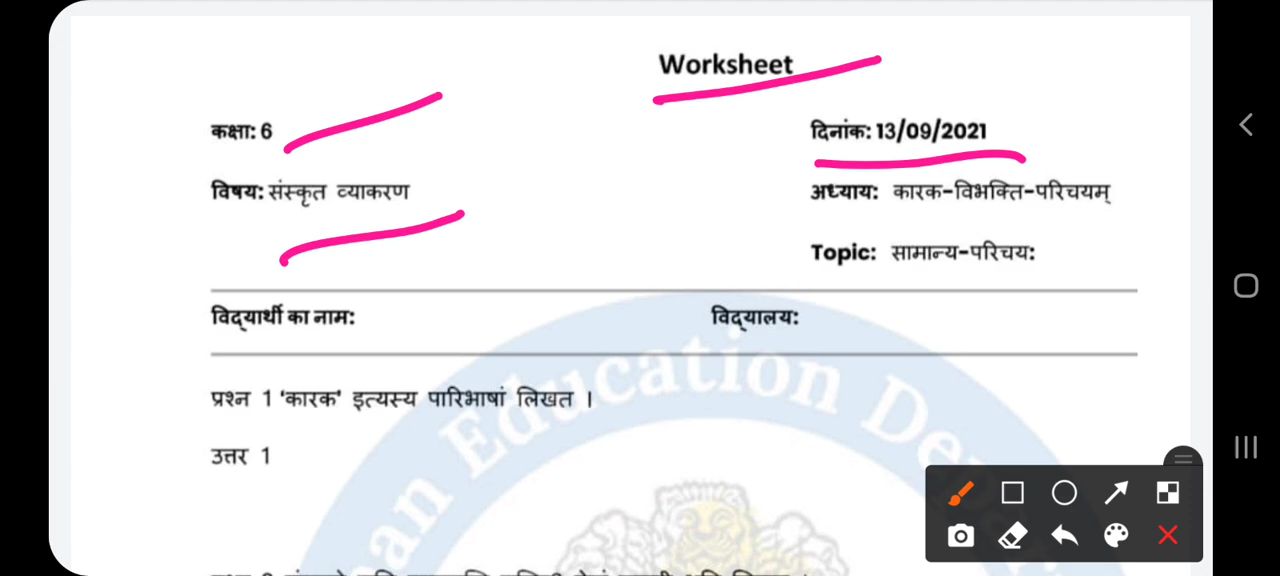 Worksheet
कक्षा: 6
दिनांक: 13/09/2021
विषय: संस्कृत व्याकरण
अध्याय: कारक-विभक्ति-परिचयम्
Topic: सामान्य-परिचय:
विद्यार्थी का नाम:
विद्यालय:
प्रश्न 1 'कारक' इत्यस्य पारिभाषां लिखत ।
उत्तर 1
Education